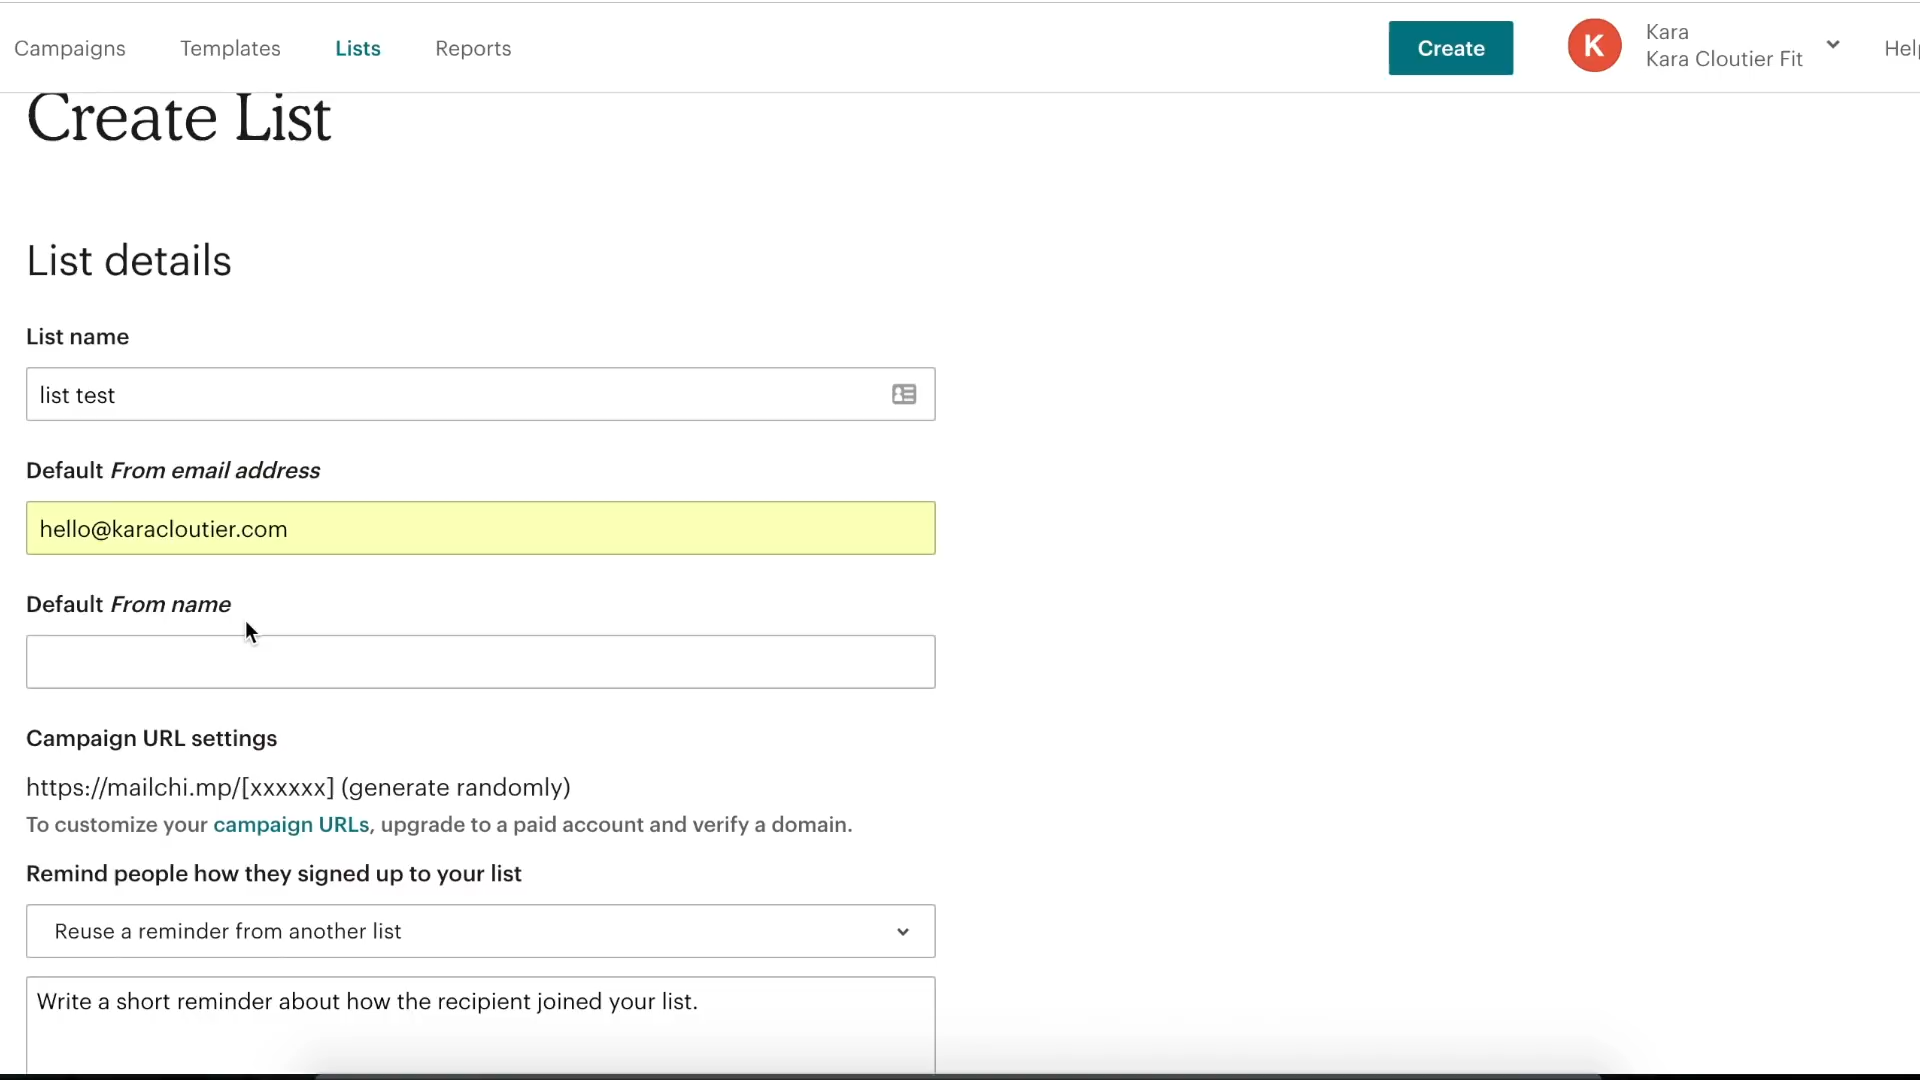 Campaigns Templates Lists Reports Create K Kara
Kara Cloutier Fit
Create List
List details
List name
list test
Default From email address
hello@karacloutier.com
Default From name
Campaign URL settings
https://mailchi.mp/[xxxxxx] (generate randomly)
To customize your campaign URLs, upgrade to a paid account and verify a domain.
Remind people how they signed up to your list
Reuse a reminder from another list
Write a short reminder about how the recipient joined your list.